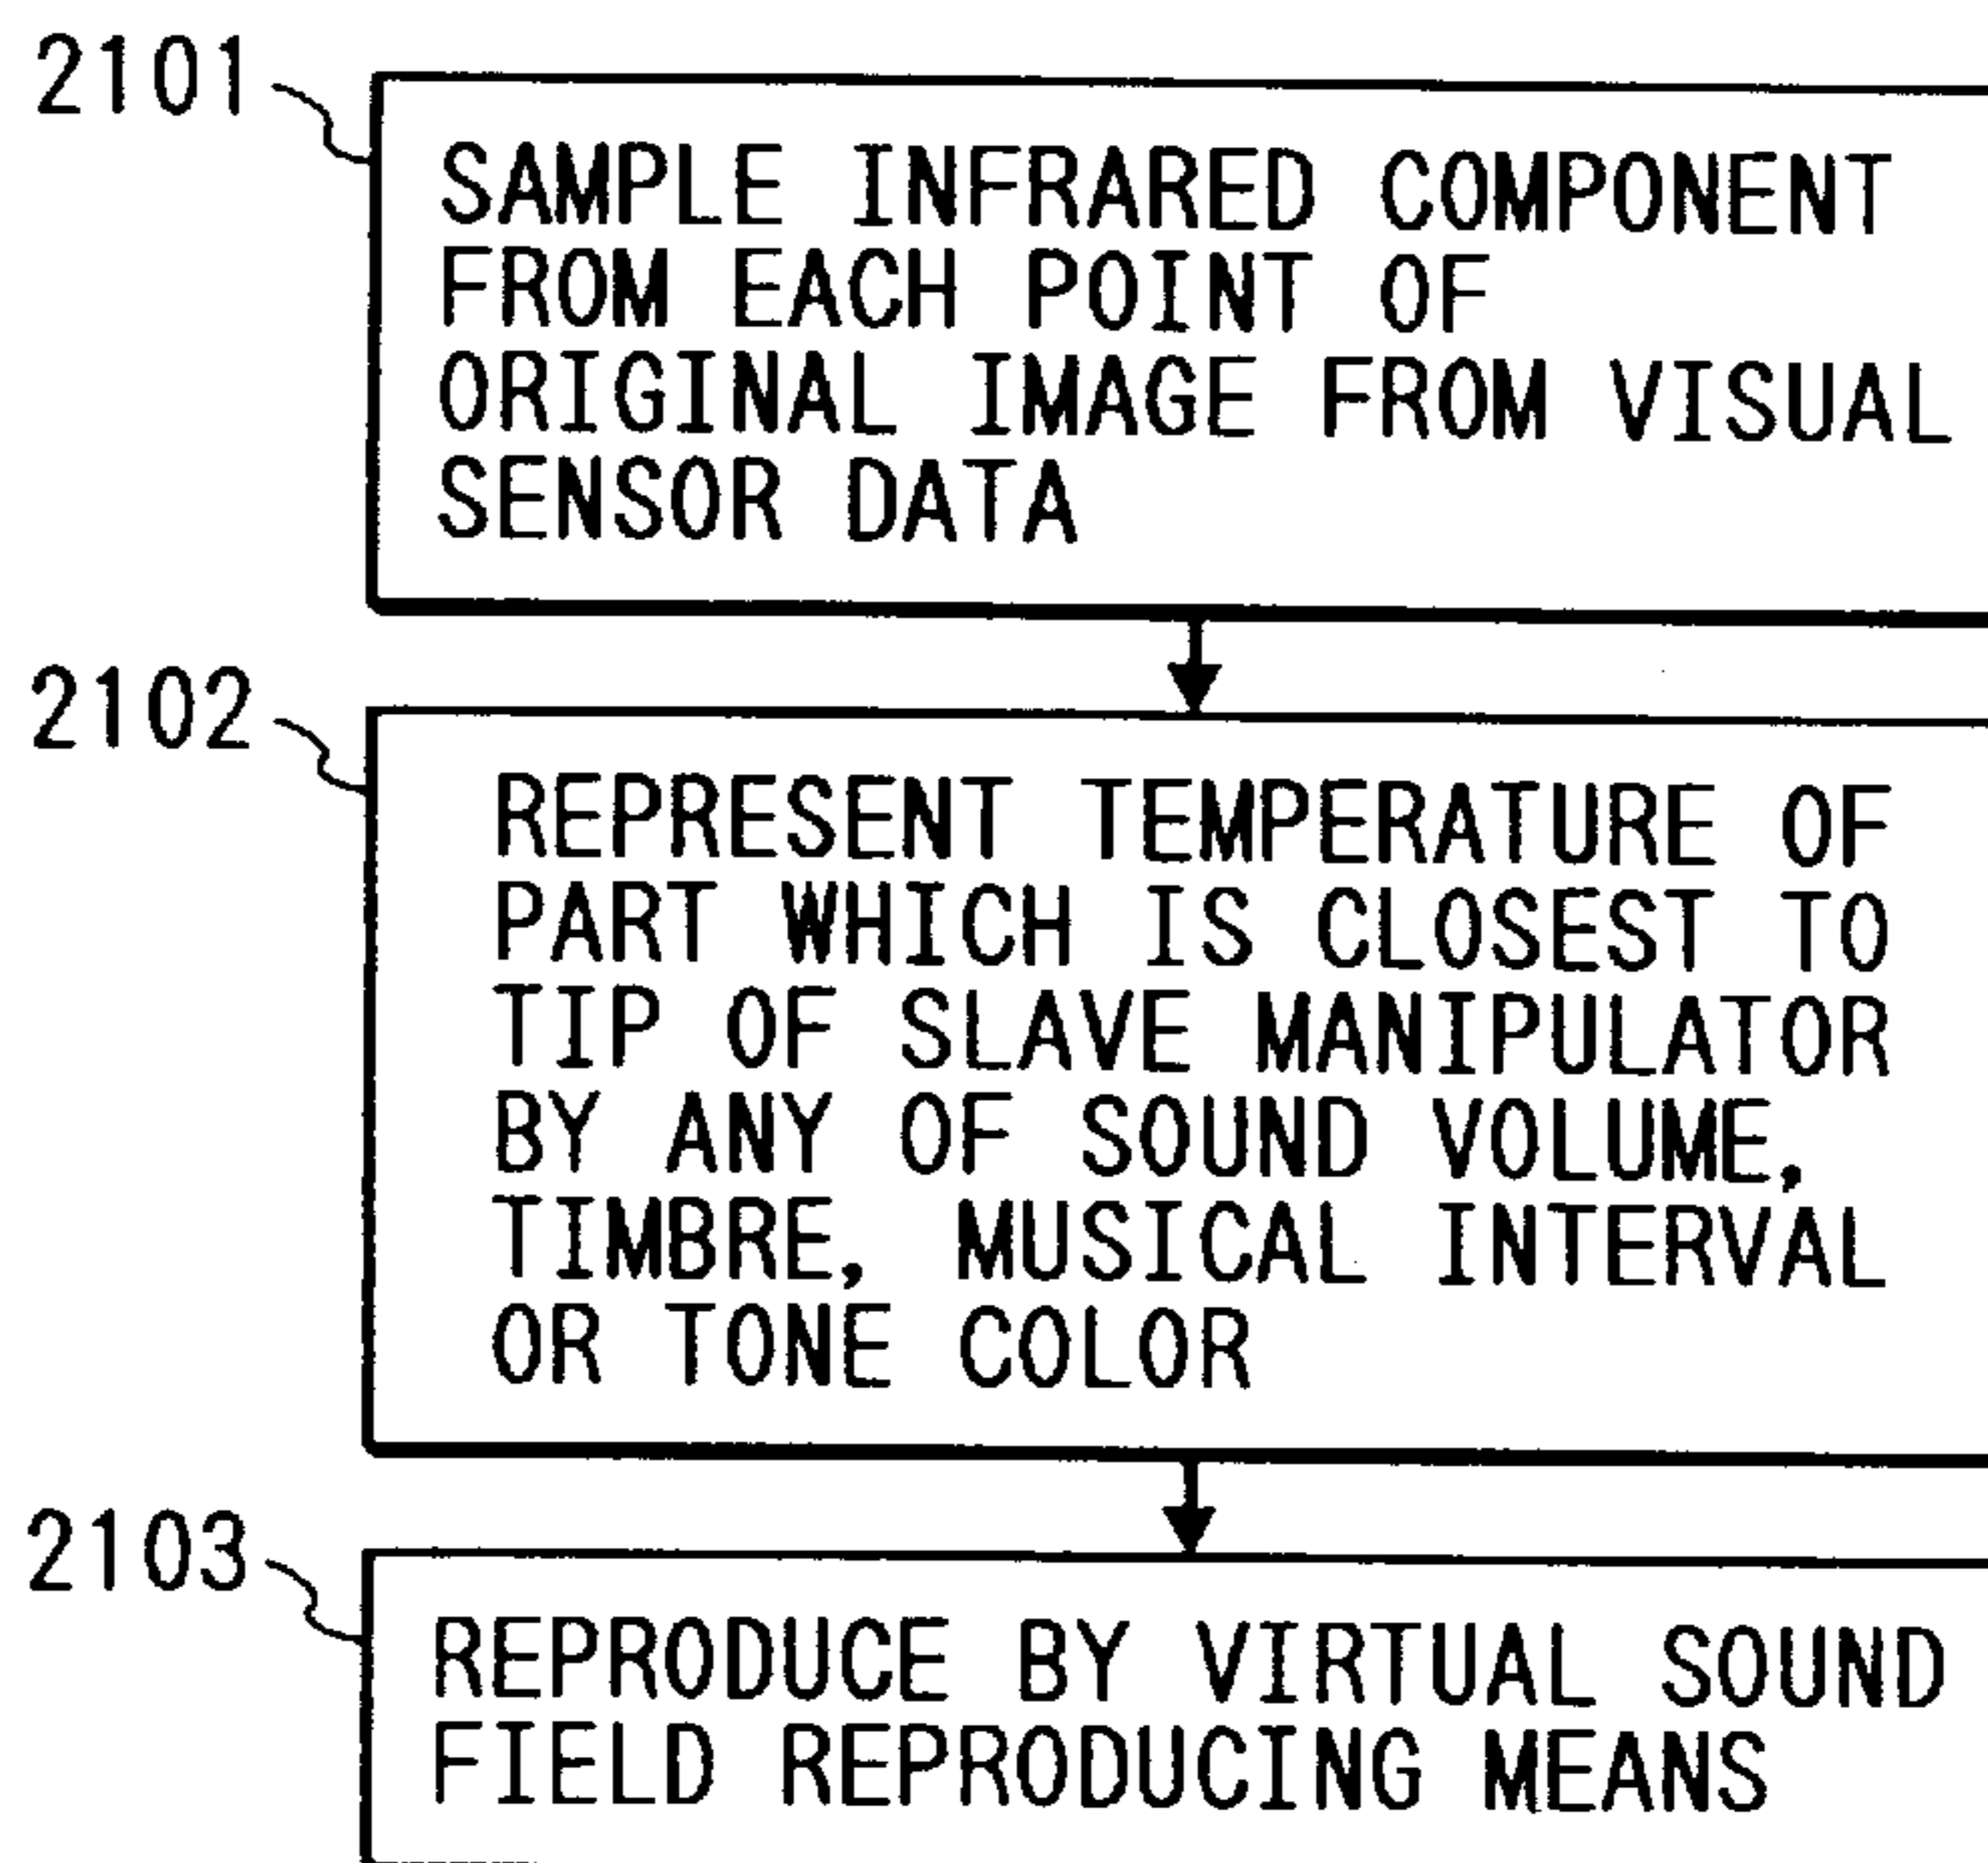 2101
SAMPLE INFRARED COMPONENT
FROM EACH POINT OF
ORIGINAL IMAGE FROM VISUAL
SENSOR DATA
2102
REPRESENT TEMPERATURE OF
PART WHICH IS CLOSEST TO
TIP OF SLAVE MANIPULATOR
BY ANY OF SOUND VOLUME,
TIMBRE, MUSICAL INTERVAL
OR TONE COLOR
2103
REPRODUCE BY VIRTUAL SOUND
FIELD REPRODUCING MEANS